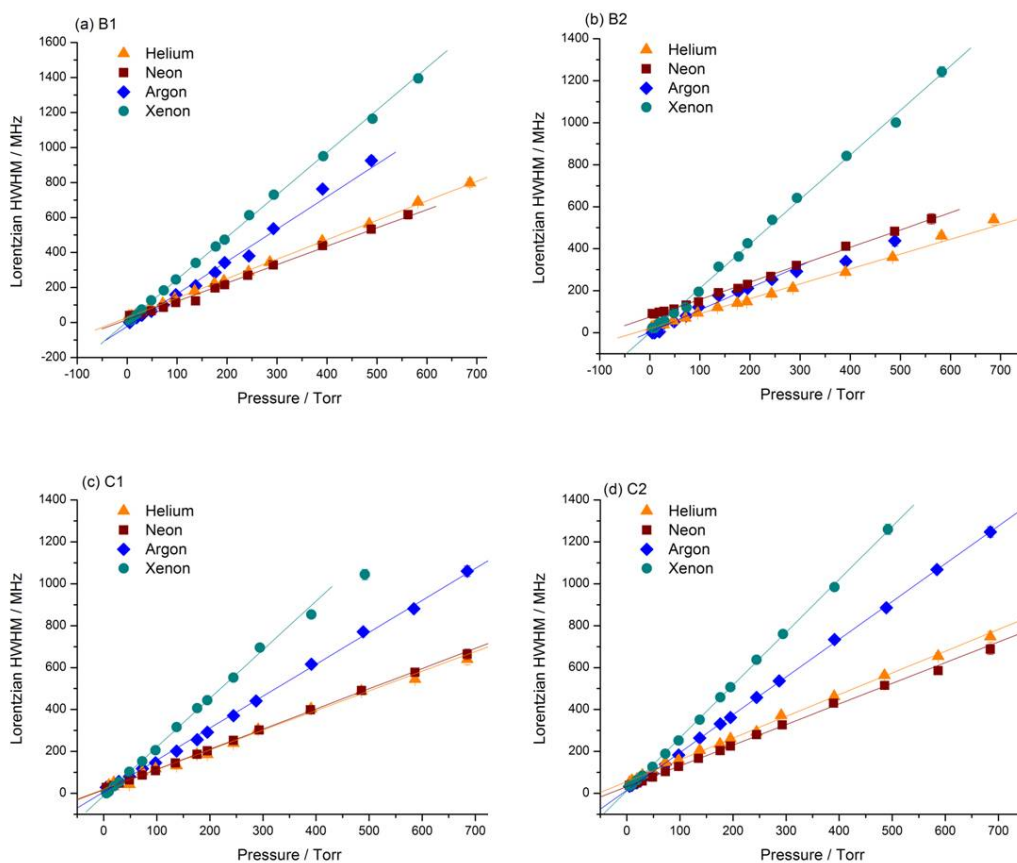 (a) B1
Helium
Neon
Argon
Xenon
1600
1400
1200
1000
800
600
400
200
0
-200
-100 0 100 200 300 400 500 600 700
Lorentzian HWHM / MHz
Pressure / Torr
(b) B2
Helium
Neon
Argon
Xenon
1400
1200
1000
800
600
400
200
0
-100 0 100 200 300 400 500 600 700
Lorentzian HWHM / MHz
Pressure / Torr
(c) C1
Helium
Neon
Argon
Xenon
1400
1200
1000
800
600
400
200
0
0 100 200 300 400 500 600 700
Lorentzian HWHM / MHz
Pressure / Torr
(d) C2
Helium
Neon
Argon
Xenon
1400
1200
1000
800
600
400
200
0
0 100 200 300 400 500 600 700
Lorentzian HWHM / MHz
Pressure / Torr